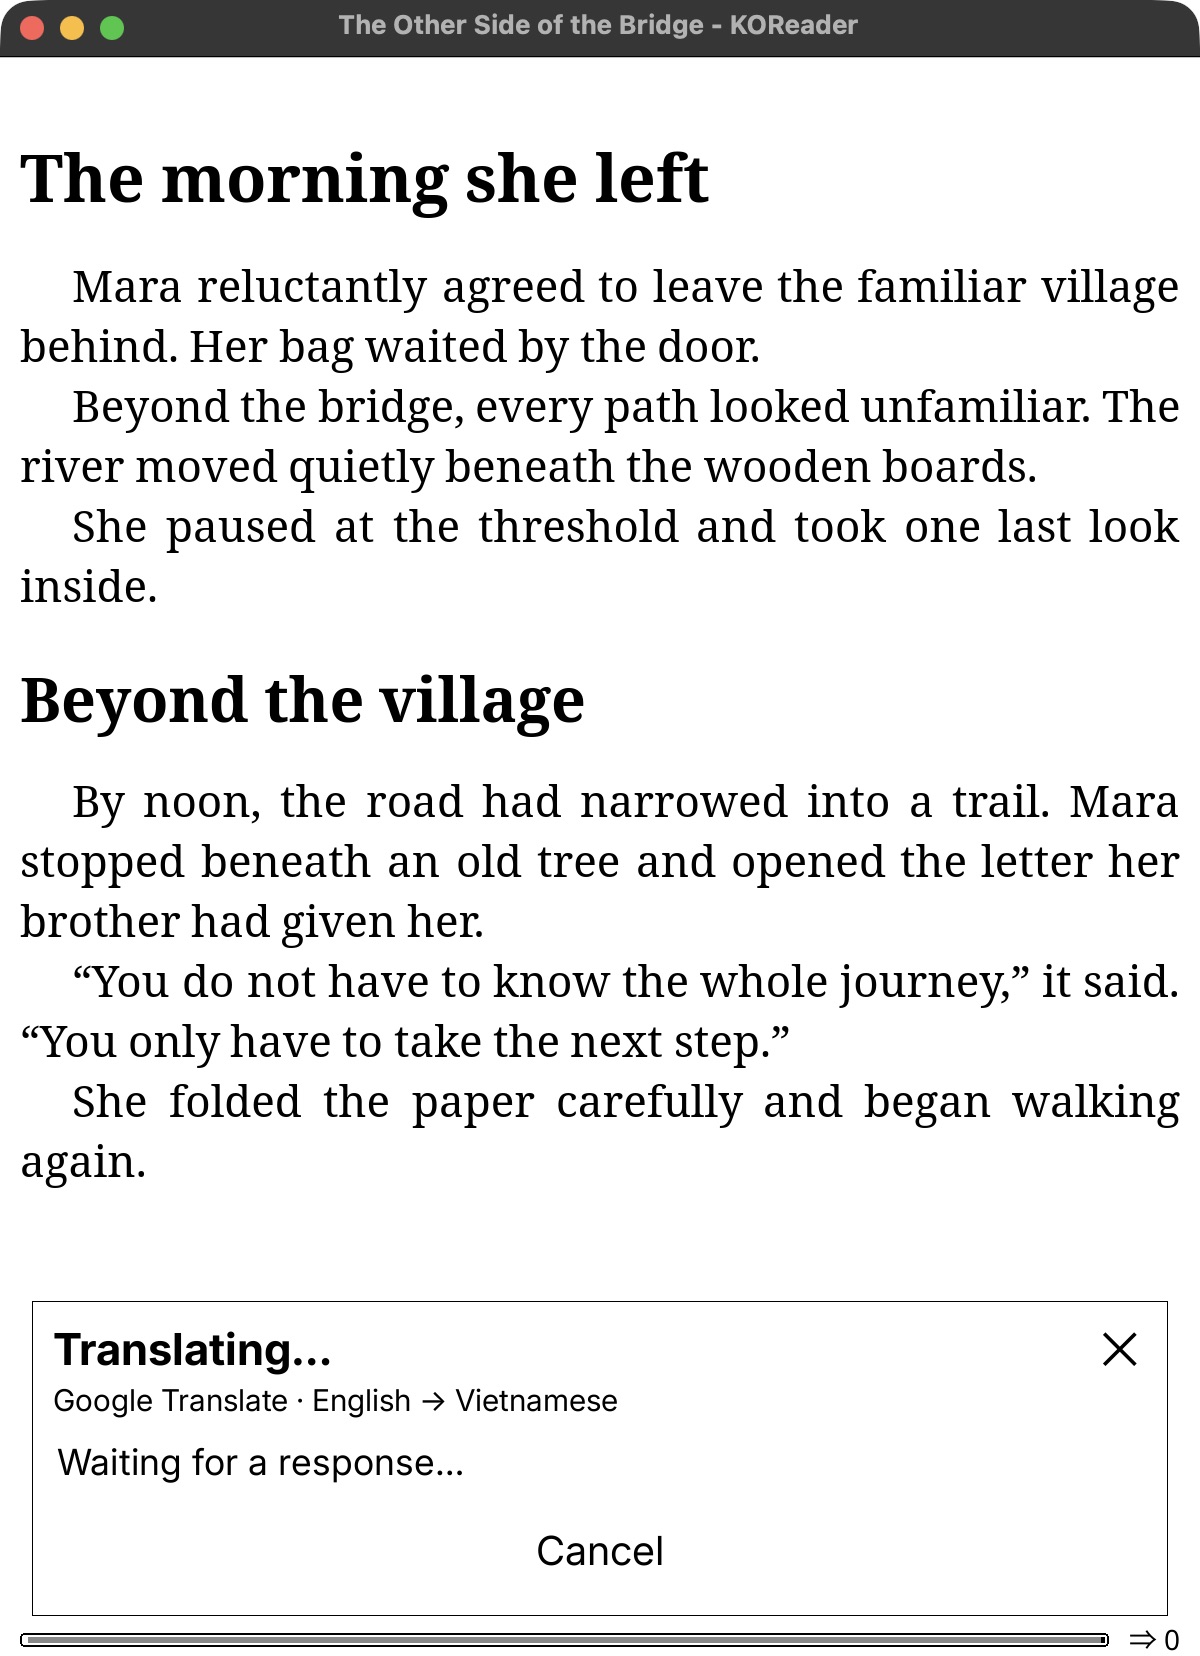 The Other Side of the Bridge - KOReader
The morning she left
Mara reluctantly agreed to leave the familiar village
behind. Her bag waited by the door.
Beyond the bridge, every path looked unfamiliar. The
river moved quietly beneath the wooden boards.
She paused at the threshold and took one last look
inside.
Beyond the village
By noon, the road had narrowed into a trail. Mara
stopped beneath an old tree and opened the letter her
brother had given her.
“You do not have to know the whole journey,” it said.
“You only have to take the next step.”
She folded the paper carefully and began walking
again.
Translating...
Google Translate · English → Vietnamese
Waiting for a response...
Cancel
⇒ 0